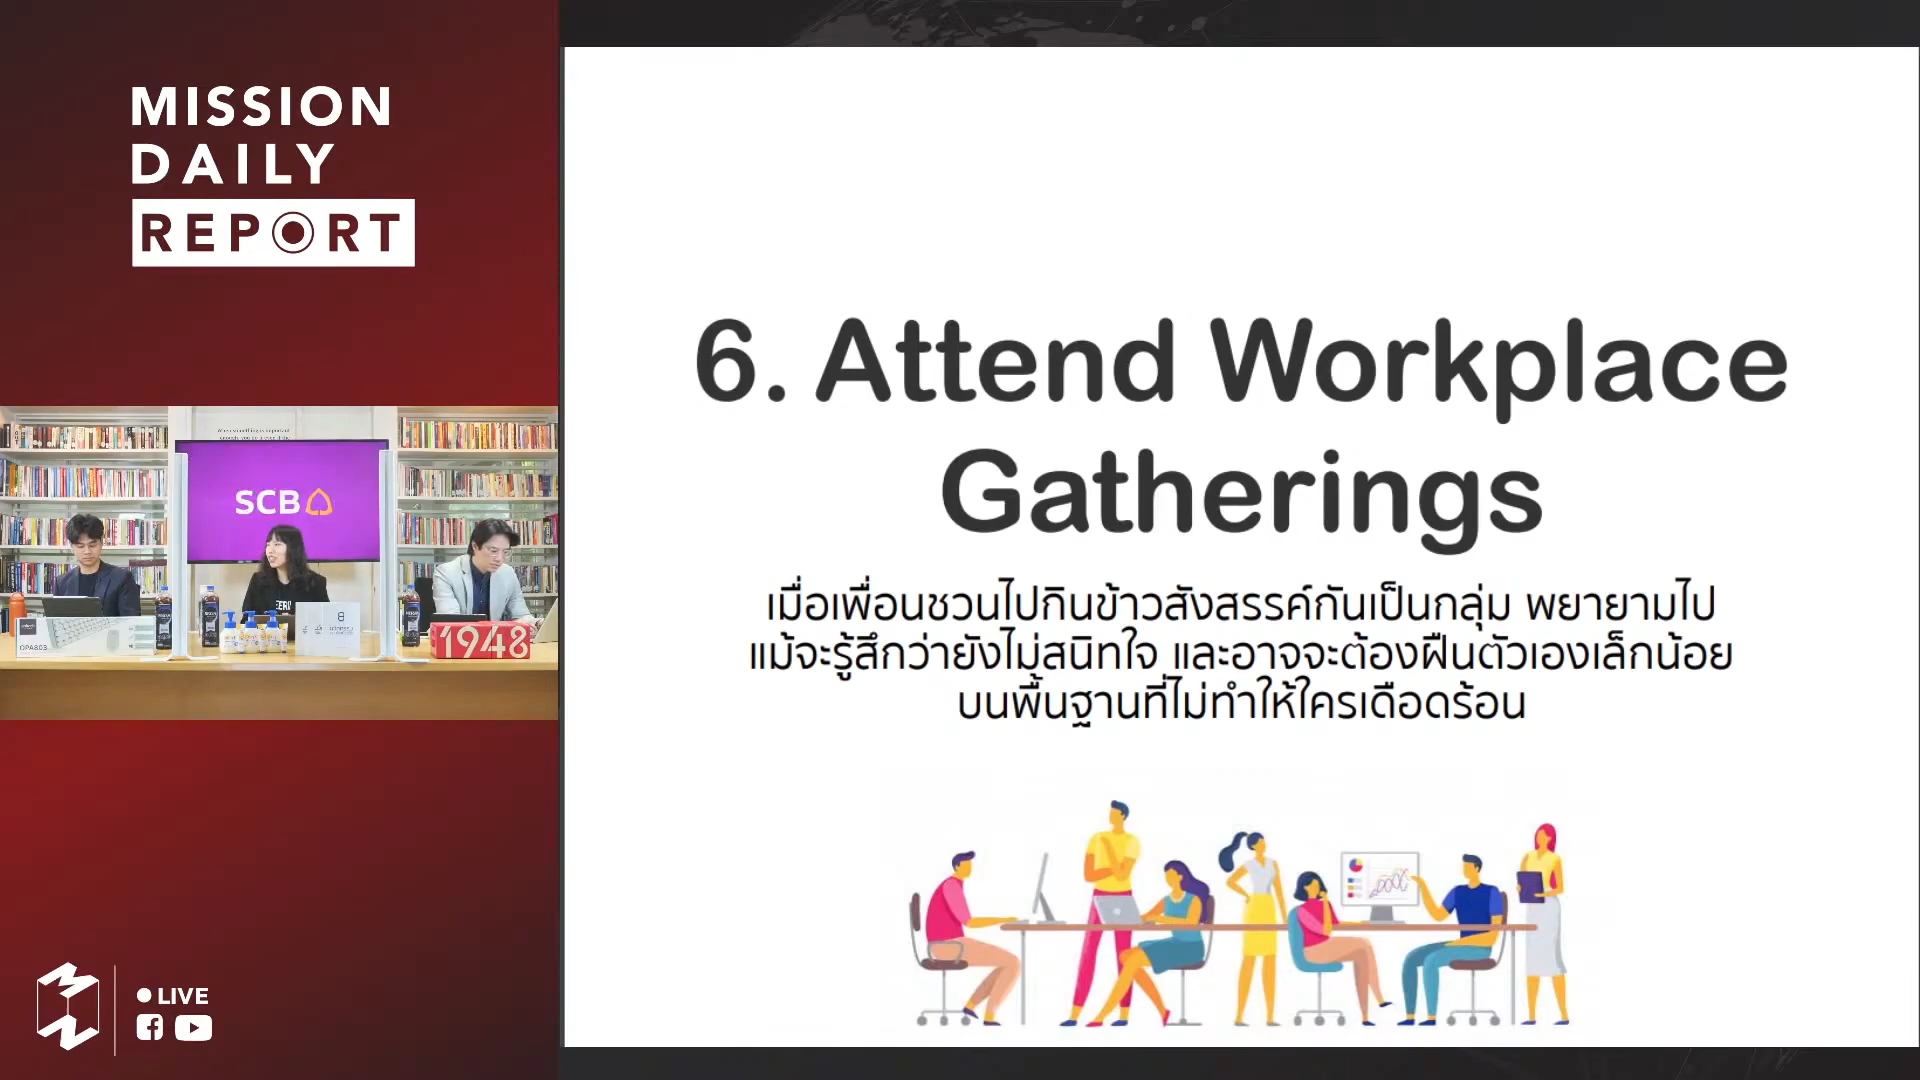 MISSION
DAILY
REPORT
6. Attend Workplace
Gatherings
เมื่อเพื่อนชวนไปกินข้าวสังสรรค์กันเป็นกลุ่ม พยายามไป
แม้จะรู้สึกว่ายังไม่สนิทใจ และอาจจะต้องฝืนตัวเองเล็กน้อย
บนพื้นฐานที่ไม่ทำให้ใครเดือดร้อน
When something is important
SCB
OPA803
8
1948
LIVE